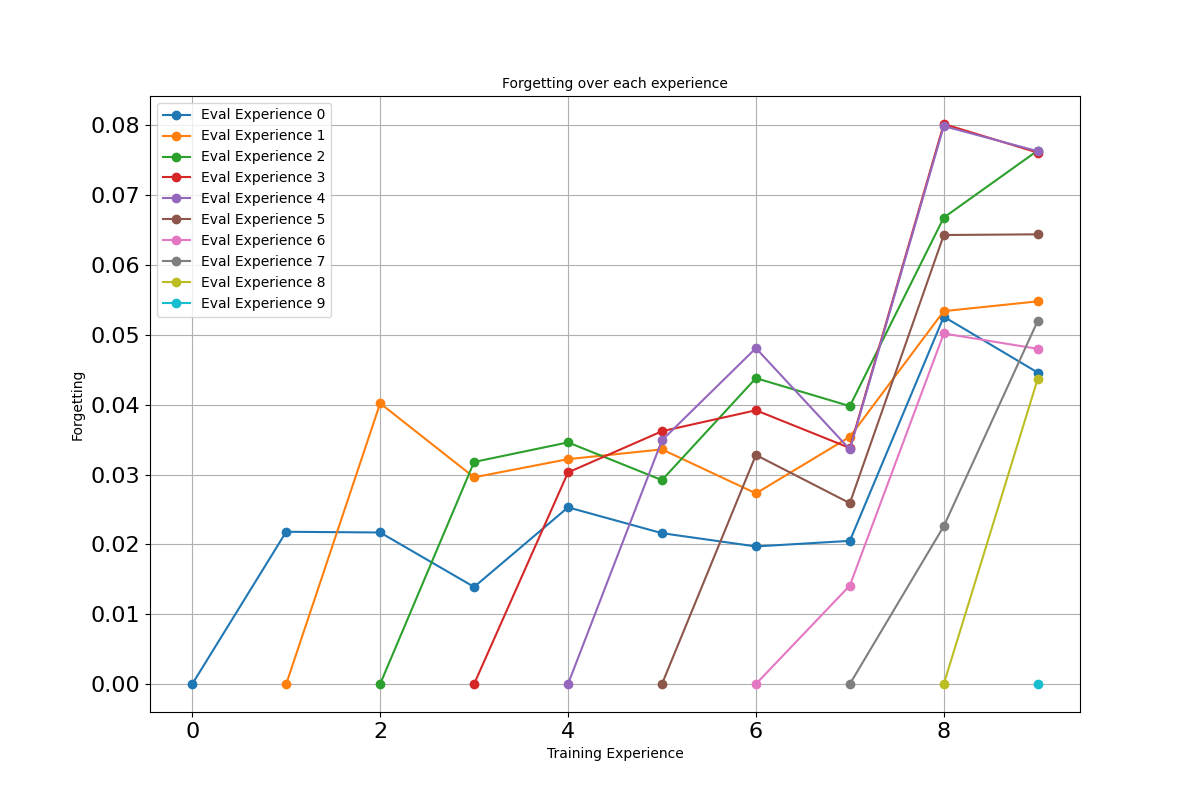 Forgetting over each experience
Eval Experience 0
Eval Experience 1
Eval Experience 2
Eval Experience 3
Eval Experience 4
Eval Experience 5
Eval Experience 6
Eval Experience 7
Eval Experience 8
Eval Experience 9
0.08
0.07
0.06
0.05
0.04
0.03
0.02
0.01
0.00
Forgetting
0 2 4 6 8
Training Experience